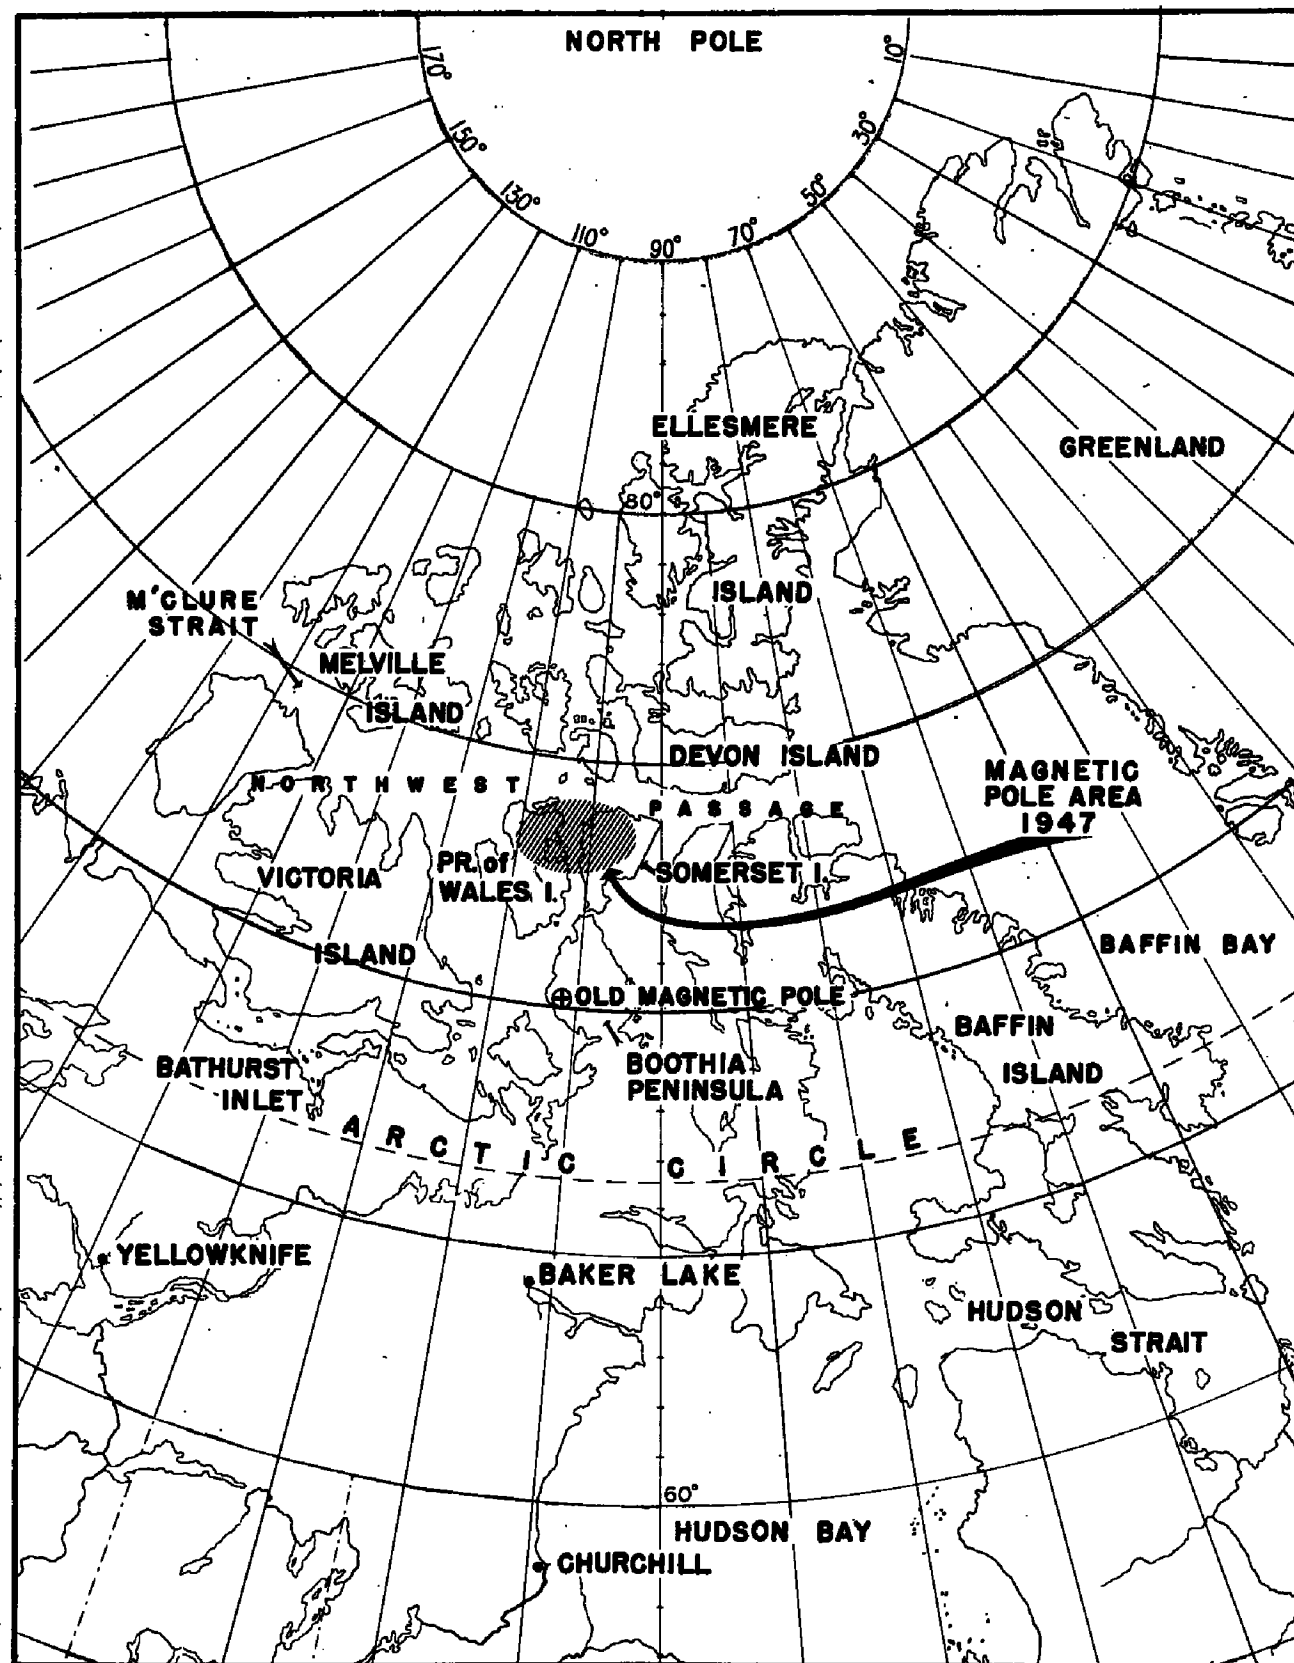 NORTH POLE
170°
150°
130°
110°
90°
70°
50°
30°
10°
ELLESMERE
ISLAND
GREENLAND
80°
M'CLURE
STRAIT
MELVILLE
ISLAND
DEVON ISLAND
NORTHWEST PASSAGE
MAGNETIC
POLE AREA
1947
PR. of
WALES I.
SOMERSET I.
VICTORIA
ISLAND
BAFFIN BAY
OLD MAGNETIC POLE
BAFFIN
ISLAND
BATHURST
INLET
BOOTHIA
PENINSULA
ARCTIC CIRCLE
YELLOWKNIFE
BAKER LAKE
HUDSON
STRAIT
60°
HUDSON BAY
CHURCHILL